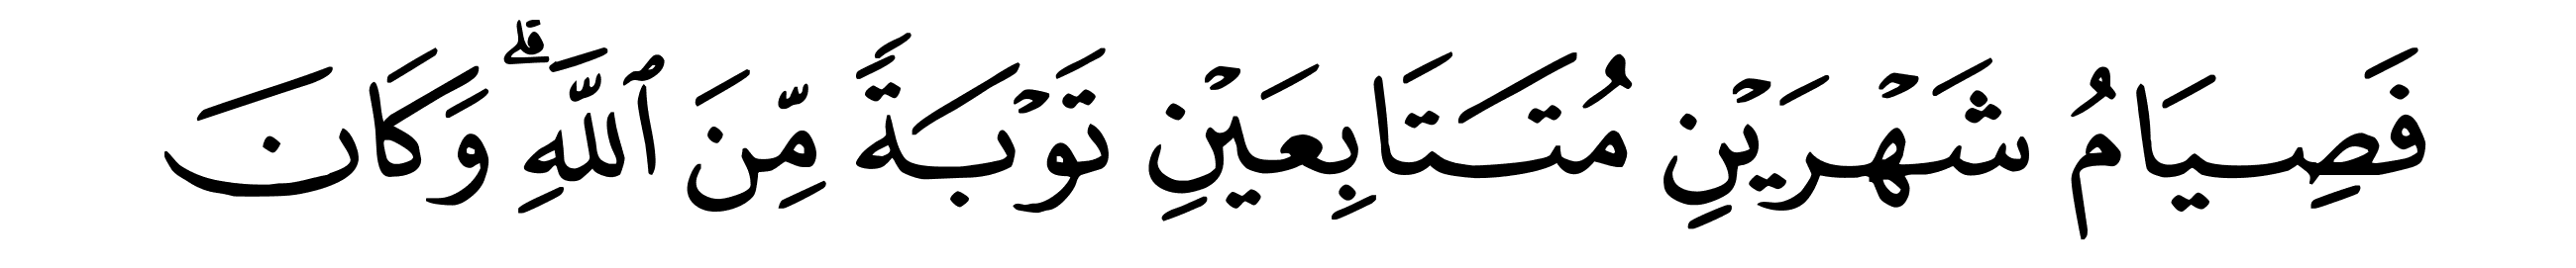 فَصِيَامُ شَهْرَيْنِ مُتَتَابِعَيْنِ تَوْبَةً مِّنَ ٱللَّهِۗ وَكَانَ